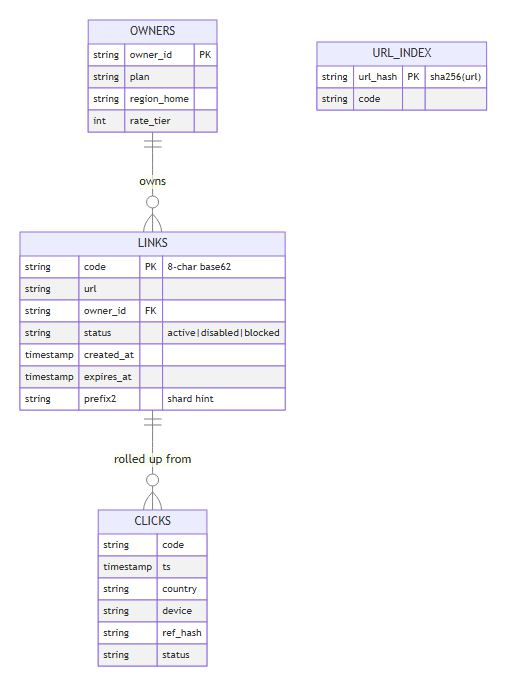 OWNERS
string owner_id PK
string plan
string region_home
int rate_tier
URL_INDEX
string url_hash PK sha256(url)
string code
owns
LINKS
string code PK 8-char base62
string url
string owner_id FK
string status active|disabled|blocked
timestamp created_at
timestamp expires_at
string prefix2 shard hint
rolled up from
CLICKS
string code
timestamp ts
string country
string device
string ref_hash
string status